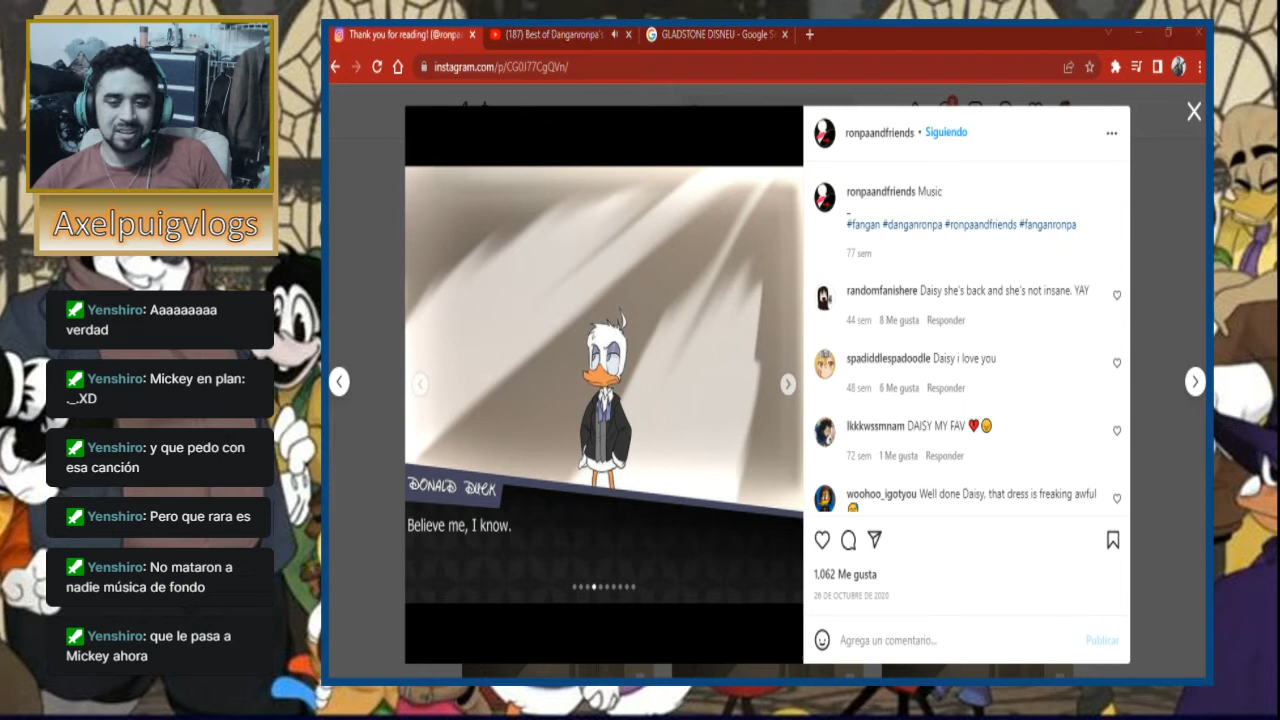 Thank you for reading! (@ronpa
(187) Best of Danganronpa's
GLADSTONE DISNEU - Google S
instagram.com/p/CG0J77CgQVn/
Axelpuigvlogs
Yenshiro: Aaaaaaaaa
verdad
Yenshiro: Mickey en plan:
._.XD
Yenshiro: y que pedo con
esa canción
Yenshiro: Pero que rara es
Yenshiro: No mataron a
nadie música de fondo
Yenshiro: que le pasa a
Mickey ahora
DONALD DUCK
Believe me, I know.
ronpaandfriends • Siguiendo
ronpaandfriends Music
_
#fangan #danganronpa #ronpaandfriends #fanganronpa
77 sem
randomfanishere Daisy she's back and she's not insane. YAY
44 sem 8 Me gusta Responder
spadiddlespadoodle Daisy i love you
48 sem 6 Me gusta Responder
lkkkwssmnam DAISY MY FAV
72 sem 1 Me gusta Responder
woohoo_igotyou Well done Daisy, that dress is freaking awful
1,062 Me gusta
26 DE OCTUBRE DE 2020
Agrega un comentario...
Publicar